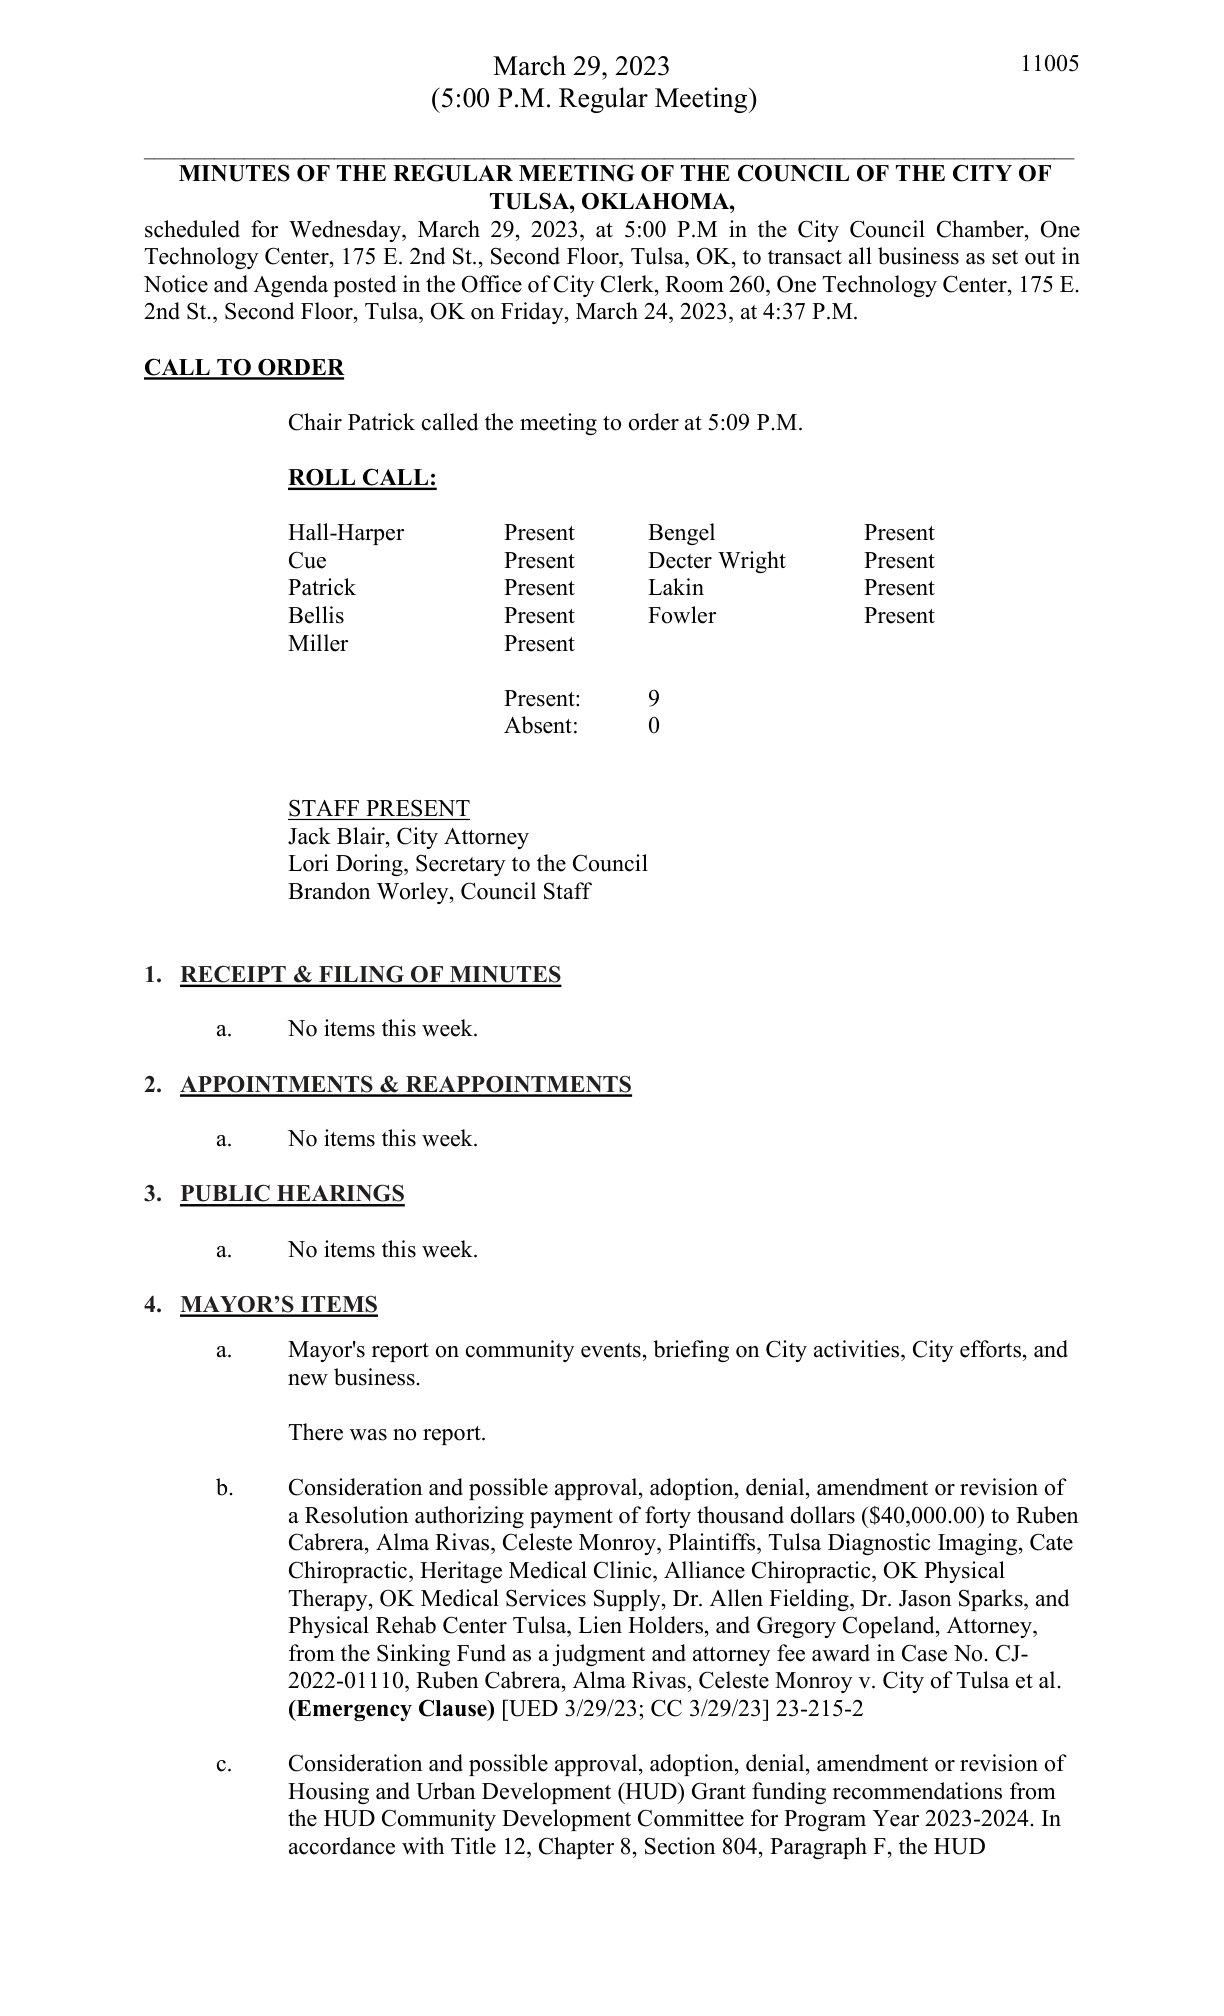 March 29, 2023
11005
(5:00 P.M. Regular Meeting)
MINUTES OF THE REGULAR MEETING OF THE COUNCIL OF THE CITY OF
TULSA, OKLAHOMA,
scheduled for Wednesday, March 29, 2023, at 5:00 P.M in the City Council Chamber, One
Technology Center, 175 E. 2nd St., Second Floor, Tulsa, OK, to transact all business as set out in
Notice and Agenda posted in the Office of City Clerk, Room 260, One Technology Center, 175 E.
2nd St., Second Floor, Tulsa, OK on Friday, March 24, 2023, at 4:37 P.M.
CALL TO ORDER
Chair Patrick called the meeting to order at 5:09 P.M.
ROLL CALL:
Hall-Harper Present Bengel Present
Cue Present Decter Wright Present
Patrick Present Lakin Present
Bellis Present Fowler Present
Miller Present
Present: 9
Absent: 0
STAFF PRESENT
Jack Blair, City Attorney
Lori Doring, Secretary to the Council
Brandon Worley, Council Staff
1. RECEIPT & FILING OF MINUTES
a. No items this week.
2. APPOINTMENTS & REAPPOINTMENTS
a. No items this week.
3. PUBLIC HEARINGS
a. No items this week.
4. MAYOR’S ITEMS
a. Mayor's report on community events, briefing on City activities, City efforts, and
new business.
There was no report.
b. Consideration and possible approval, adoption, denial, amendment or revision of
a Resolution authorizing payment of forty thousand dollars ($40,000.00) to Ruben
Cabrera, Alma Rivas, Celeste Monroy, Plaintiffs, Tulsa Diagnostic Imaging, Cate
Chiropractic, Heritage Medical Clinic, Alliance Chiropractic, OK Physical
Therapy, OK Medical Services Supply, Dr. Allen Fielding, Dr. Jason Sparks, and
Physical Rehab Center Tulsa, Lien Holders, and Gregory Copeland, Attorney,
from the Sinking Fund as a judgment and attorney fee award in Case No. CJ-
2022-01110, Ruben Cabrera, Alma Rivas, Celeste Monroy v. City of Tulsa et al.
(Emergency Clause) [UED 3/29/23; CC 3/29/23] 23-215-2
c. Consideration and possible approval, adoption, denial, amendment or revision of
Housing and Urban Development (HUD) Grant funding recommendations from
the HUD Community Development Committee for Program Year 2023-2024. In
accordance with Title 12, Chapter 8, Section 804, Paragraph F, the HUD